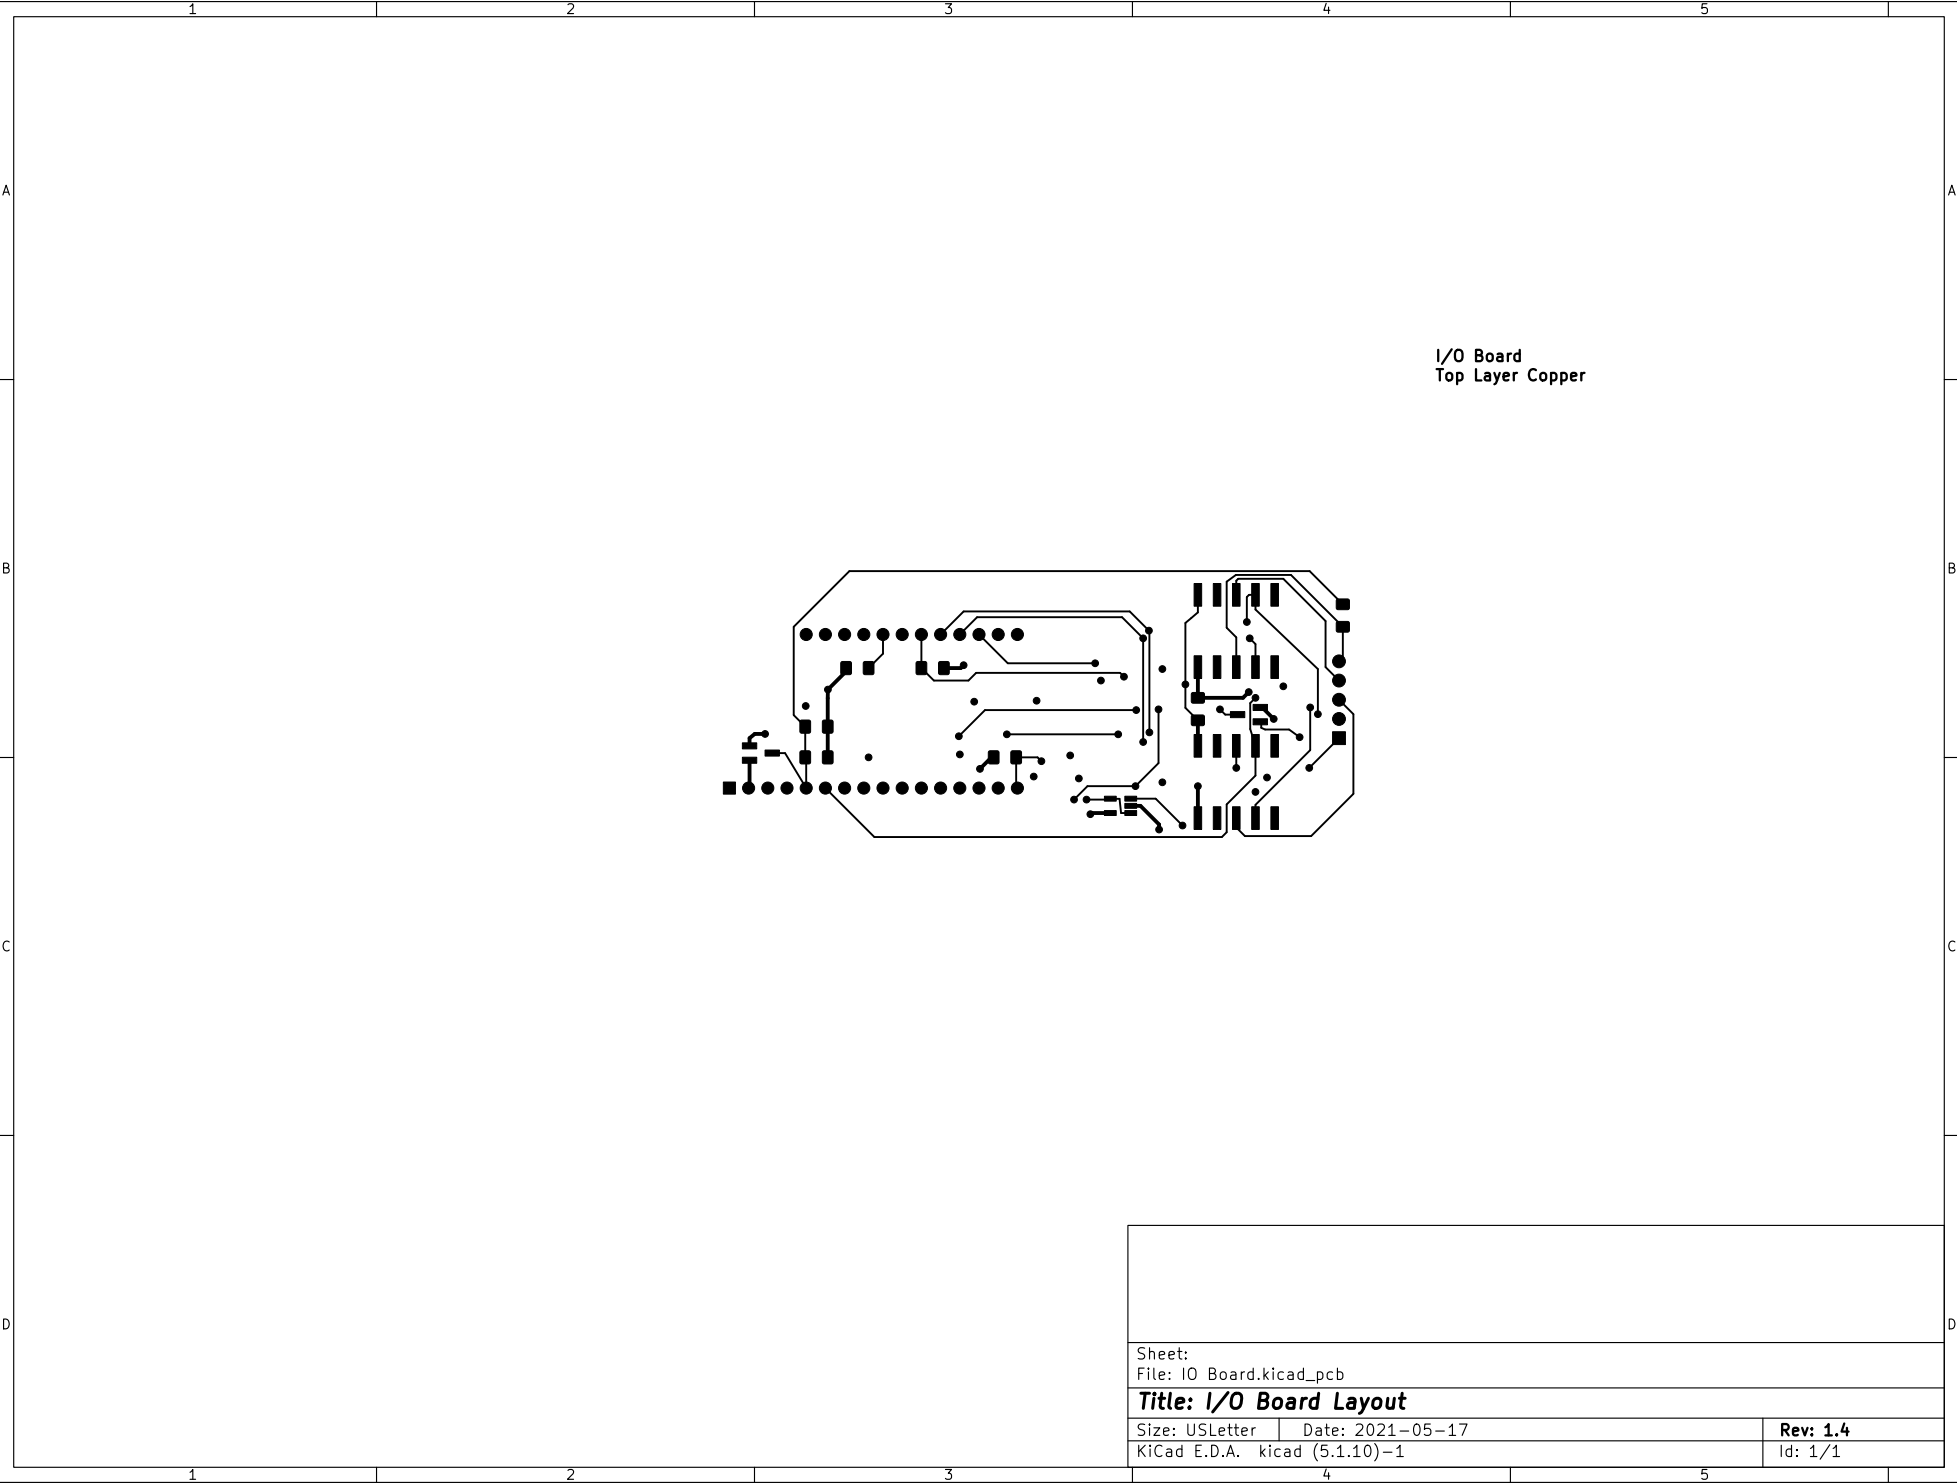 1 2 3 4 5
A A
I/O Board
Top Layer Copper
B B
C C
D D
Sheet:
File: IO Board.kicad_pcb
Title: I/O Board Layout
Size: USLetter Date: 2021-05-17 Rev: 1.4
KiCad E.D.A. kicad (5.1.10)-1 Id: 1/1
1 2 3 4 5